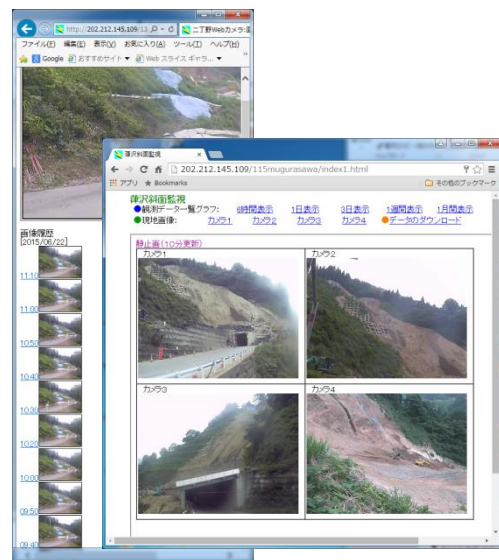 http://202.212.145.109/13
二丁野Webカメラ:
ファイル(F) 編集(E) 表示(V) お気に入り(A) ツール(T) ヘルプ(H)
Google おすすめサイト Web スライス ギャラ...
画像履歴
[2015/06/22]
11:10
11:00
10:50
10:40
10:30
10:20
10:00
09:50
09:40
葎沢斜面監視
202.212.145.109/115mugurasawa/index1.html
アプリ Bookmarks その他のブックマーク
葎沢斜面監視
●観測データ一覧グラフ: 6時間表示 1日表示 3日表示 1週間表示 1月間表示
●現地画像: カメラ1 カメラ2 カメラ3 カメラ4 ●データのダウンロード
静止画(10分更新)
カメラ1 カメラ2
カメラ3 カメラ4